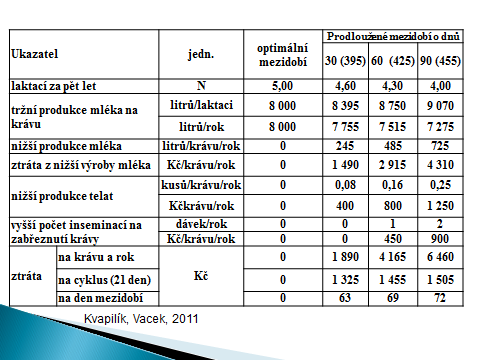 Ukazatel jedn. optimální mezidobí Prodloužené mezidobí o dnů
30 (395) 60 (425) 90 (455)
laktací za pět let N 5,00 4,60 4,30 4,00
tržní produkce mléka na krávu litrů/laktaci 8 000 8 395 8 750 9 070
litrů/rok 8 000 7 755 7 515 7 275
nižší produkce mléka litrů/krávu/rok 0 245 485 725
ztráta z nižší výroby mléka Kč/krávu/rok 0 1 490 2 915 4 310
nižší produkce telat kusů/krávu/rok 0 0,08 0,16 0,25
Kčkrávu/rok 0 400 800 1 250
vyšší počet inseminací na zabřeznutí krávy dávek/rok 0 0 1 2
Kč/krávu/rok 0 0 450 900
ztráta na krávu a rok Kč 0 1 890 4 165 6 460
na cyklus (21 den) 0 1 325 1 455 1 505
na den mezidobí 0 63 69 72
Kvapilík, Vacek, 2011